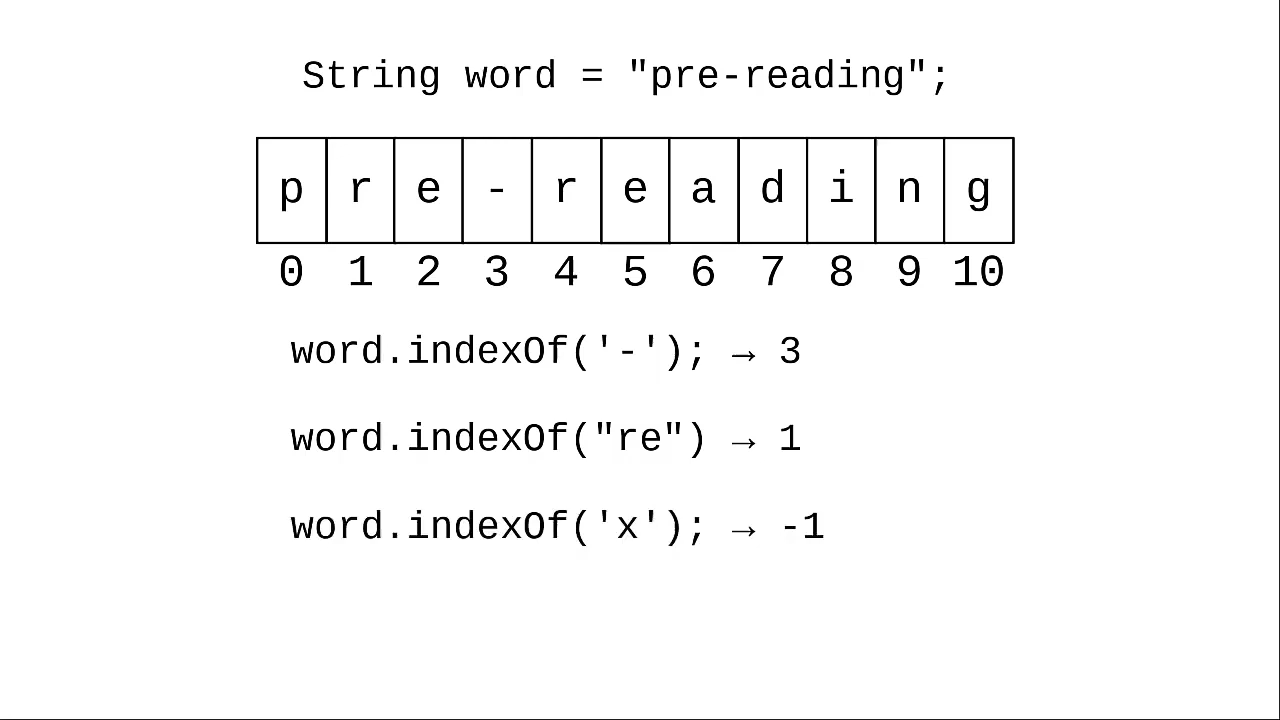 String word = "pre-reading";
p r e - r e a d i n g
0 1 2 3 4 5 6 7 8 9 10
word.indexOf('-'); → 3
word.indexOf("re") → 1
word.indexOf('x'); → -1